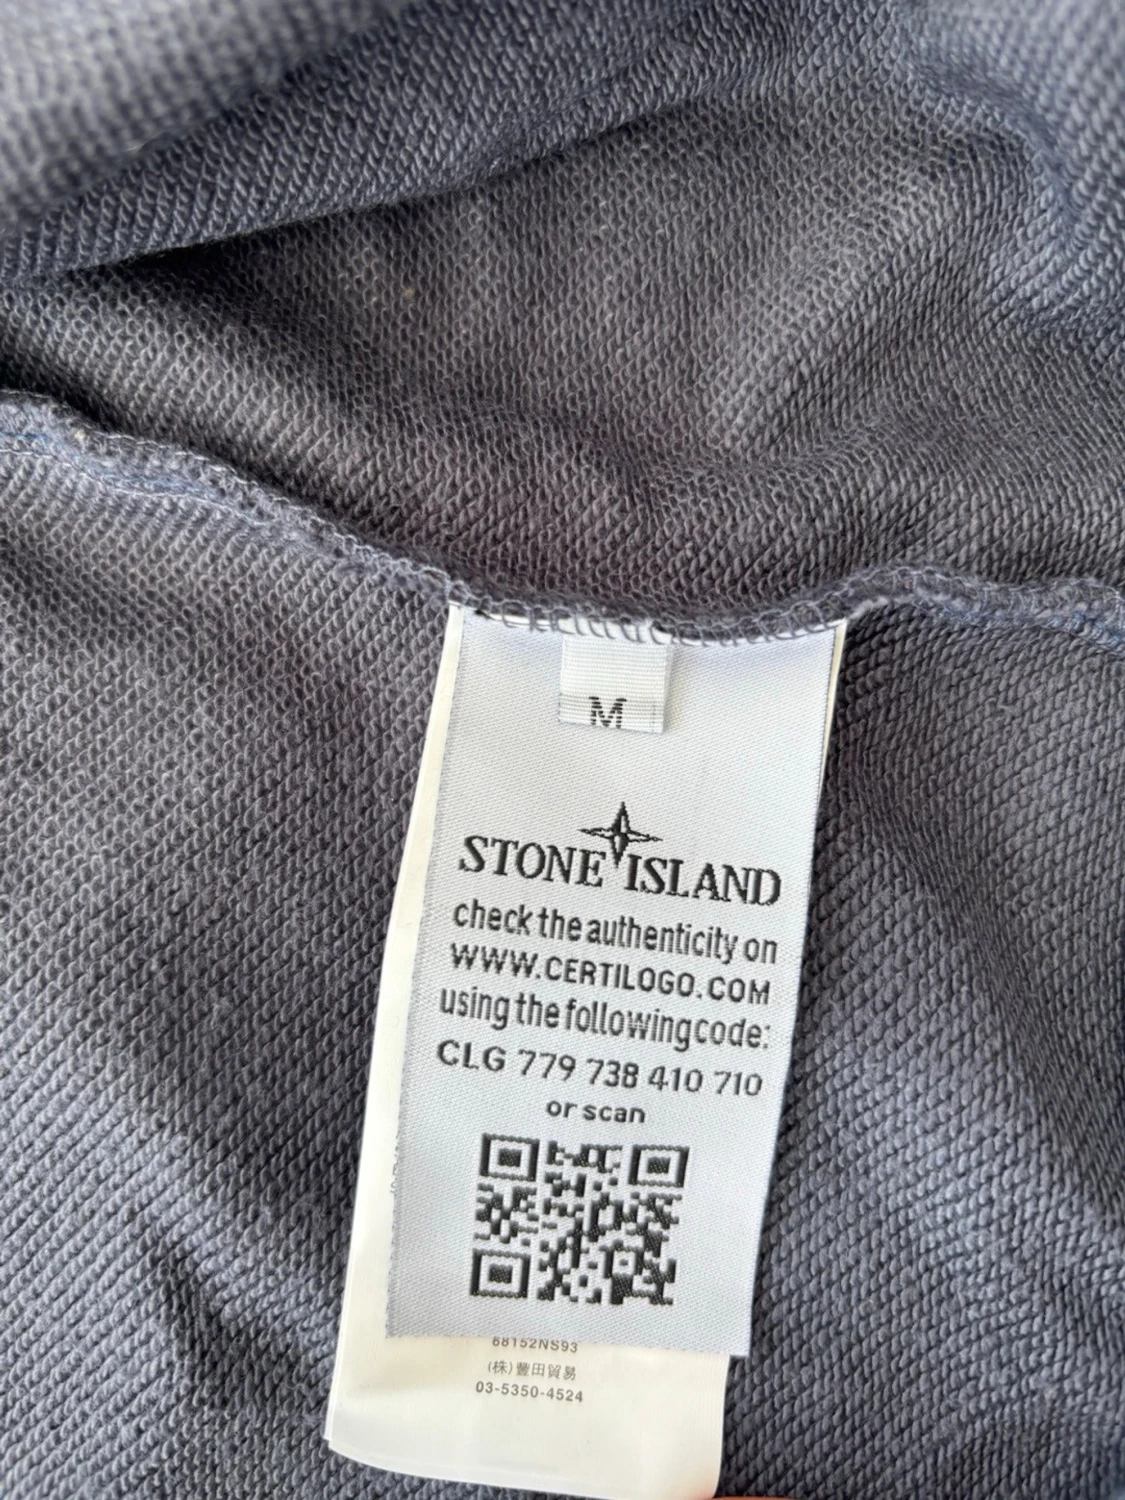 M
STONE ISLAND
check the authenticity on
WWW.CERTILOGO.COM
using the following code:
CLG 779 738 410 710
or scan
68152NS93
(株)豐田貿易
03-5350-4524